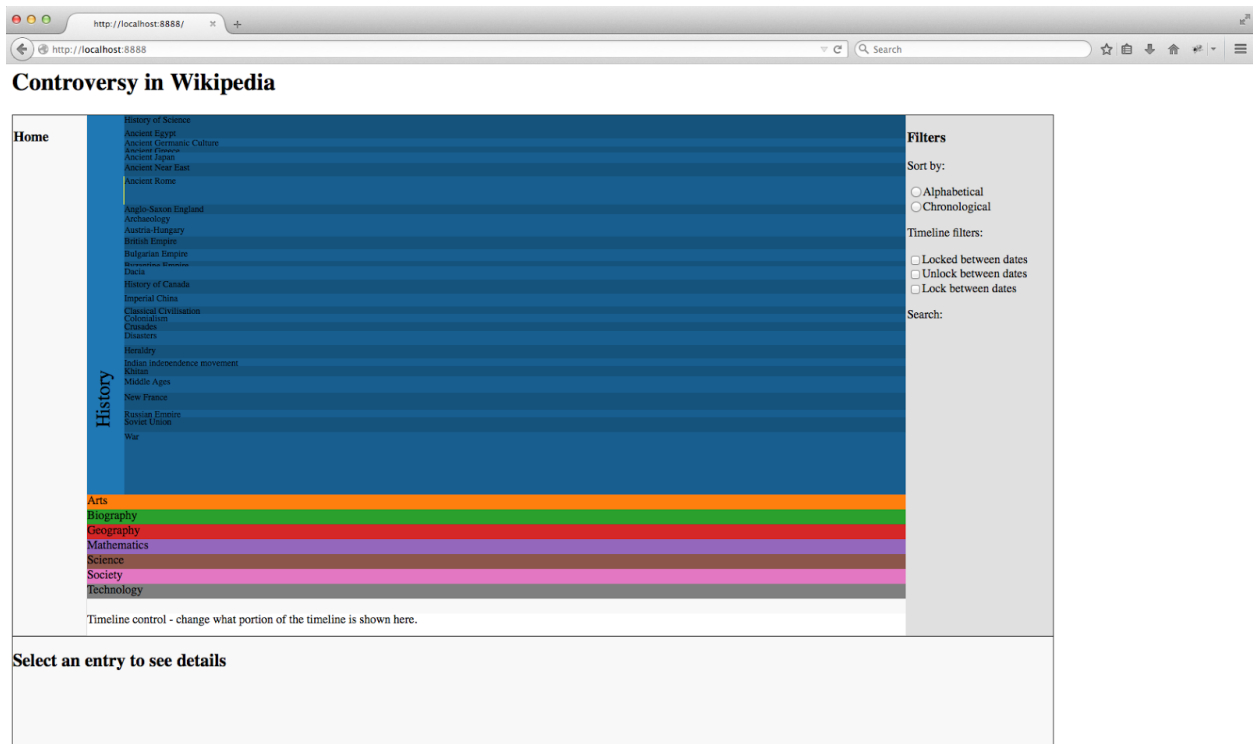 http://localhost:8888/
http://localhost:8888
Search
Controversy in Wikipedia
Home
History
History of Science
Ancient Egypt
Ancient Germanic Culture
Ancient Greece
Ancient Japan
Ancient Near East
Ancient Rome
Anglo-Saxon England
Archaeology
Austria-Hungary
British Empire
Bulgarian Empire
Byzantine Empire
Dacia
History of Canada
Imperial China
Classical Civilisation
Colonialism
Crusades
Disasters
Heraldry
Indian independence movement
Khitan
Middle Ages
New France
Russian Empire
Soviet Union
War
Arts
Biography
Geography
Mathematics
Science
Society
Technology
Timeline control - change what portion of the timeline is shown here.
Filters
Sort by:
Alphabetical
Chronological
Timeline filters:
Locked between dates
Unlock between dates
Lock between dates
Search:
Select an entry to see details